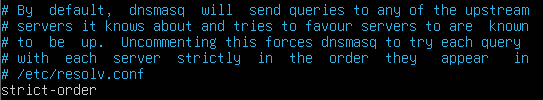 # By default, dnsmasq will send queries to any of the upstream
# servers it knows about and tries to favour servers to are known
# to be up. Uncommenting this forces dnsmasq to try each query
# with each server strictly in the order they appear in
# /etc/resolv.conf
strict-order